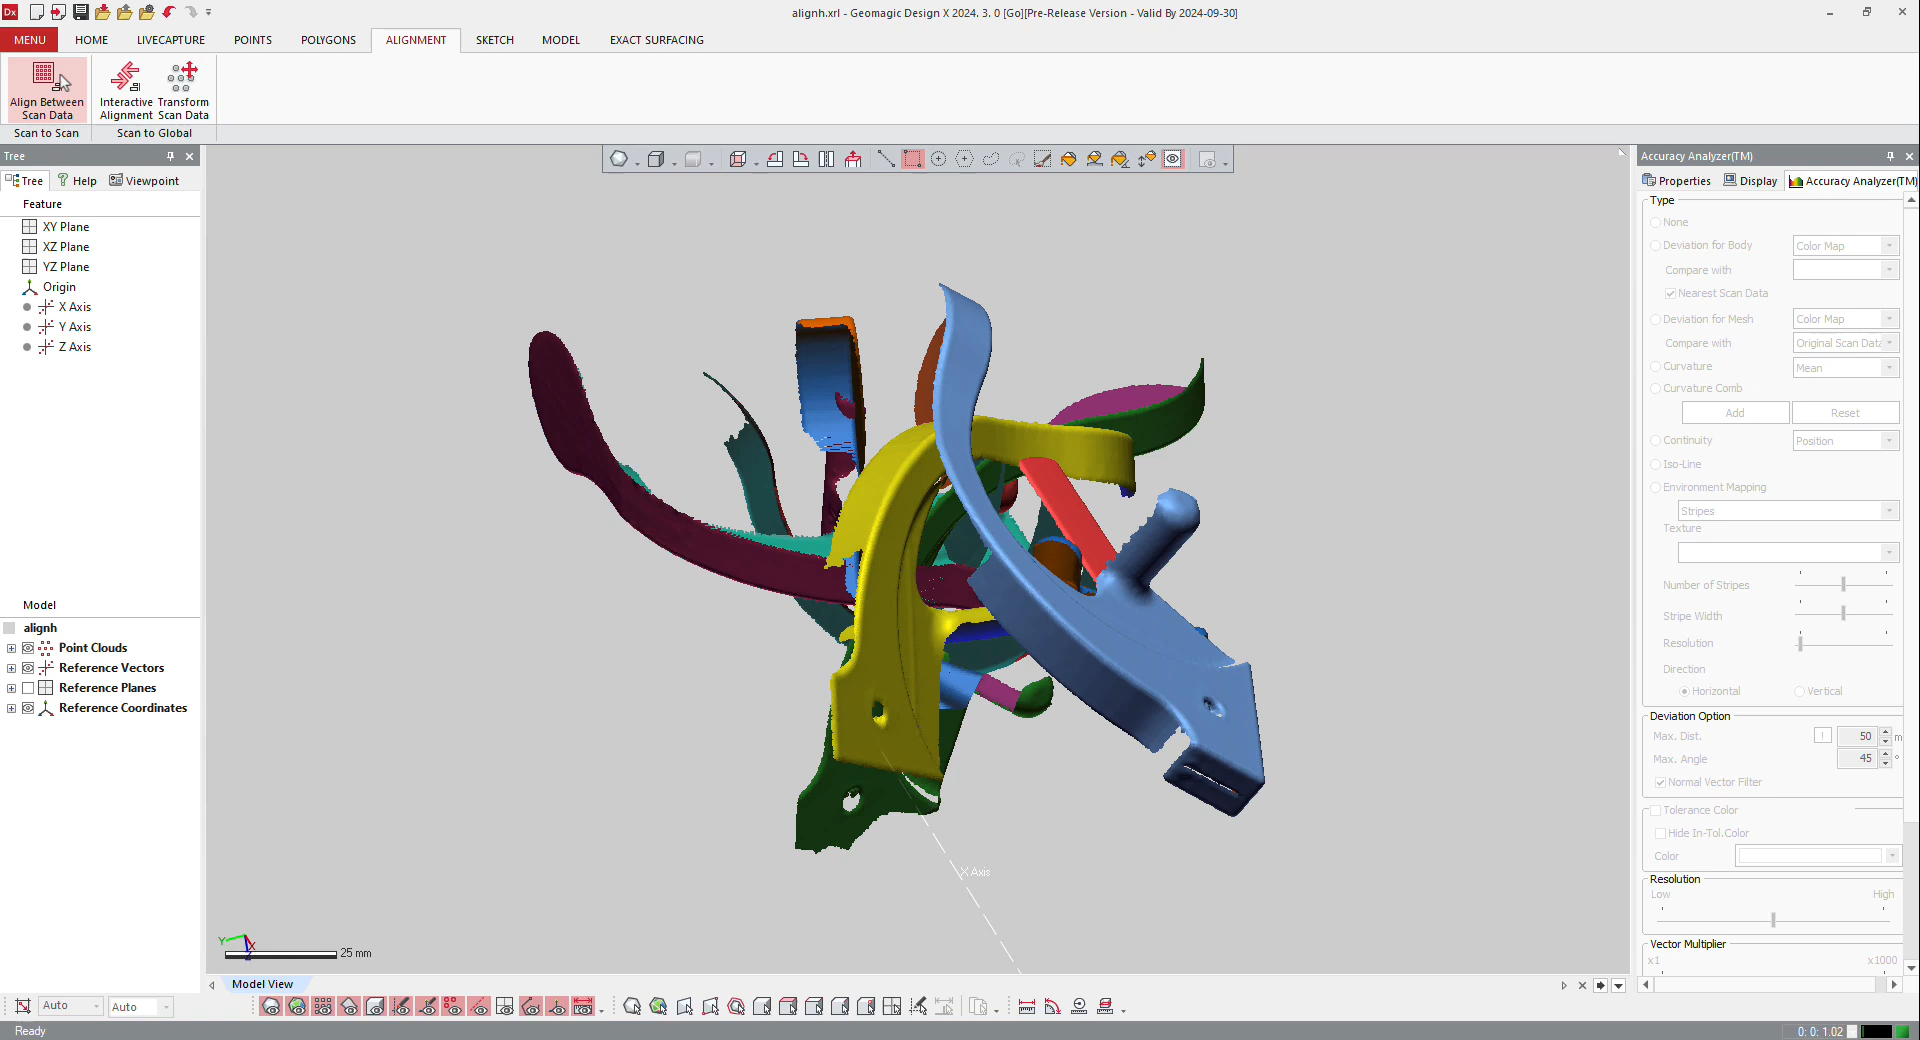 Dx
alignh.xrl - Geomagic Design X 2024. 3. 0 [Go][Pre-Release Version - Valid By 2024-09-30]
MENU HOME LIVECAPTURE POINTS POLYGONS ALIGNMENT SKETCH MODEL EXACT SURFACING
Align Between
Scan Data
Interactive
Alignment
Transform
Scan Data
Scan to Scan
Scan to Global
Tree
Tree Help Viewpoint
Feature
XY Plane
XZ Plane
YZ Plane
Origin
X Axis
Y Axis
Z Axis
Model
alignh
Point Clouds
Reference Vectors
Reference Planes
Reference Coordinates
X Axis
Y
X
Z
25 mm
Model View
Accuracy Analyzer(TM)
Properties Display Accuracy Analyzer(TM)
Type
None
Deviation for Body Color Map
Compare with
Nearest Scan Data
Deviation for Mesh Color Map
Compare with Original Scan Data
Curvature Mean
Curvature Comb
Add Reset
Continuity Position
Iso-Line
Environment Mapping
Stripes
Texture
Number of Stripes
Stripe Width
Resolution
Direction
Horizontal Vertical
Deviation Option
Max. Dist. ! 50 m
Max. Angle 45 °
Normal Vector Filter
Tolerance Color
Hide In-Tol.Color
Color
Resolution
Low High
Vector Multiplier
x1 x1000
Auto Auto
Ready
0: 0: 1.02